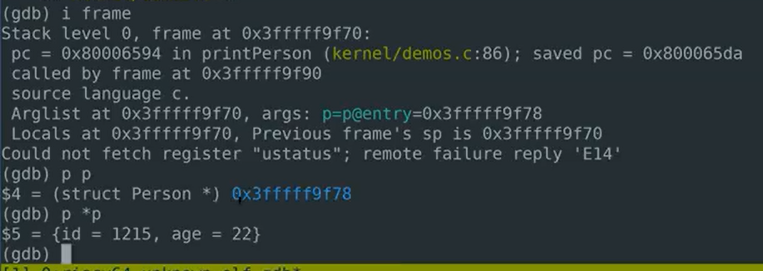 (gdb) i frame
Stack level 0, frame at 0x3fffff9f70:
pc = 0x80006594 in printPerson (kernel/demos.c:86); saved pc = 0x800065da
called by frame at 0x3fffff9f90
source language c.
Arglist at 0x3fffff9f70, args: p=p@entry=0x3fffff9f78
Locals at 0x3fffff9f70, Previous frame's sp is 0x3fffff9f70
Could not fetch register "ustatus"; remote failure reply 'E14'
(gdb) p p
$4 = (struct Person *) 0x3fffff9f78
(gdb) p *p
$5 = {id = 1215, age = 22}
(gdb)